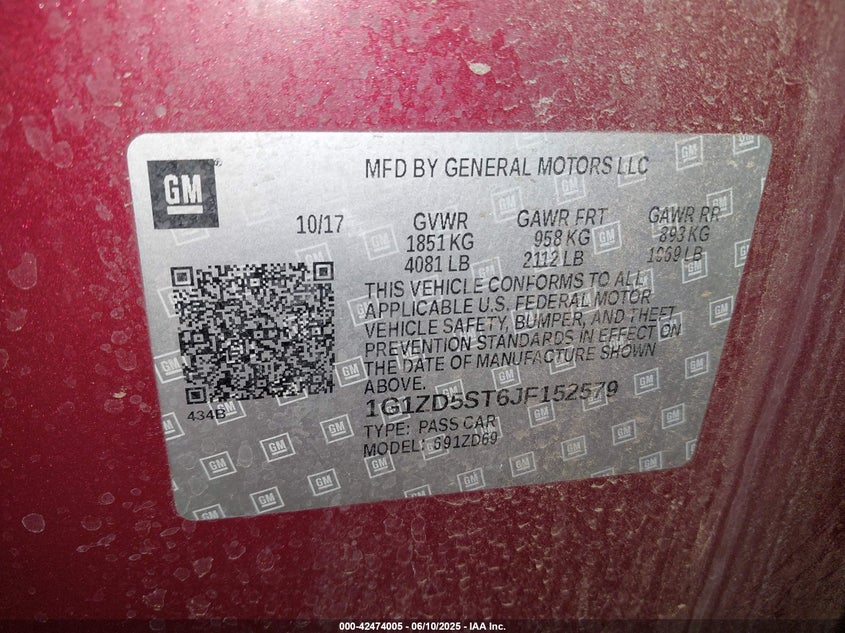 GM
MFD BY GENERAL MOTORS LLC
10/17 GVWR GAWR FRT GAWR RR
1851 KG 958 KG 893 KG
4081 LB 2112 LB 1969 LB
THIS VEHICLE CONFORMS TO ALL
APPLICABLE U.S. FEDERAL MOTOR
VEHICLE SAFETY, BUMPER, AND THEFT
PREVENTION STANDARDS IN EFFECT ON
THE DATE OF MANUFACTURE SHOWN
ABOVE.
434B
1G1ZD5ST6JF152579
TYPE: PASS CAR
MODEL: 691ZD69
000-42474005 - 06/10/2025 - IAA Inc.